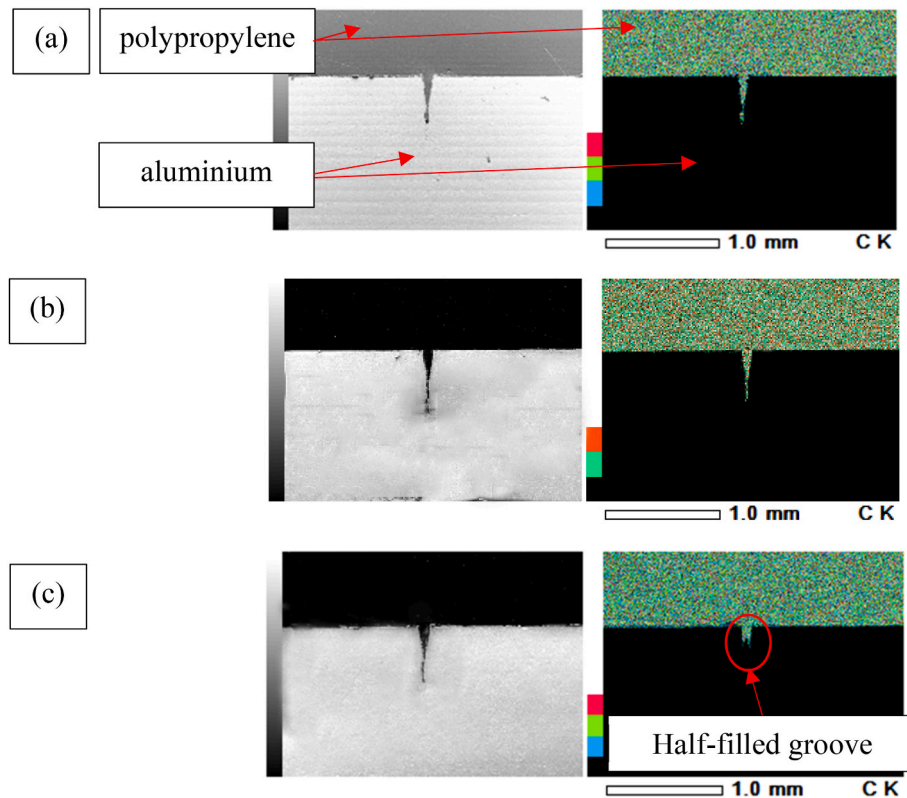 (a)
polypropylene
aluminium
1.0 mm C K
(b)
1.0 mm C K
(c)
Half-filled groove
1.0 mm C K